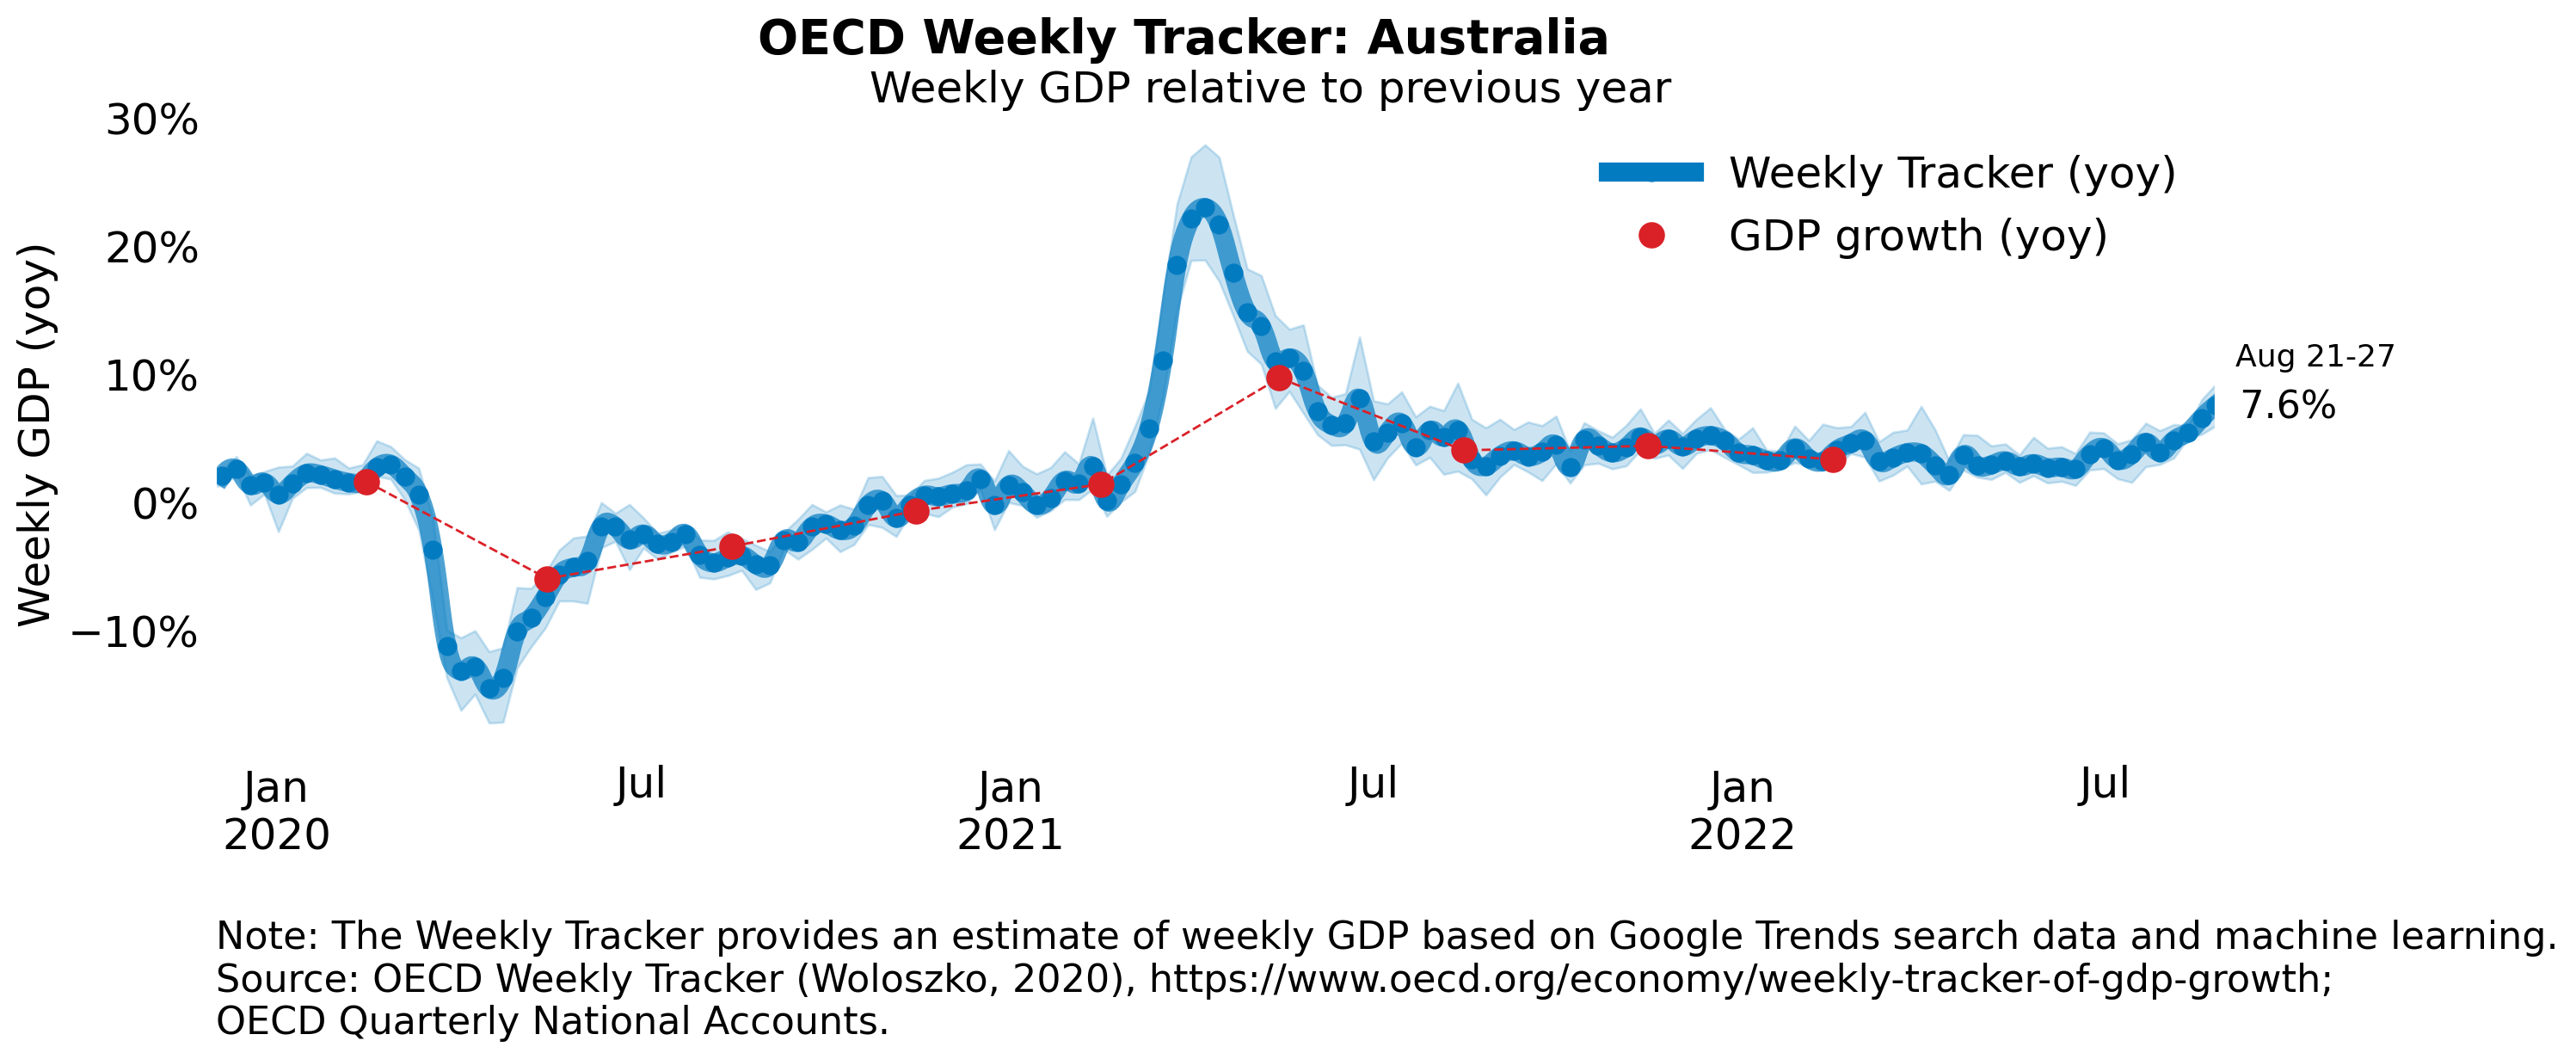 OECD Weekly Tracker: Australia
Weekly GDP relative to previous year
30%
20%
10%
0%
−10%
Weekly GDP (yoy)
Weekly Tracker (yoy)
GDP growth (yoy)
Aug 21-27
7.6%
Jan
2020
Jul
Jan
2021
Jul
Jan
2022
Jul
Note: The Weekly Tracker provides an estimate of weekly GDP based on Google Trends search data and machine learning.
Source: OECD Weekly Tracker (Woloszko, 2020), https://www.oecd.org/economy/weekly-tracker-of-gdp-growth;
OECD Quarterly National Accounts.